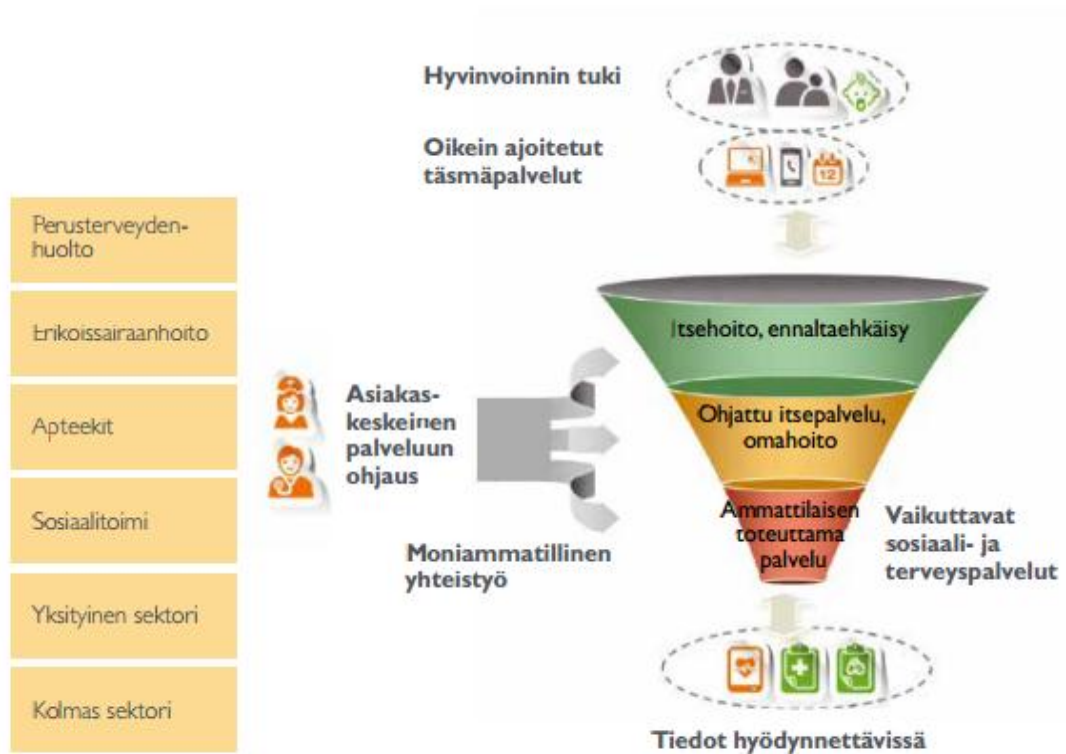 Hyvinvoinnin tuki
Oikein ajoitetut
täsmäpalvelut
12
Perusterveyden-
huolto
Erikoissairaanhoito
Apteekit
Sosiaalitoimi
Yksityinen sektori
Kolmas sektori
Asiakas-
keskeinen
palveluun
ohjaus
Moniammatillinen
yhteistyö
Itsehoito, ennaltaehkäisy
Ohjattu itsepalvelu,
omahoito
Ammattilaisen
toteuttama
palvelu
Vaikuttavat
sosiaali- ja
terveyspalvelut
Tiedot hyödynnettävissä